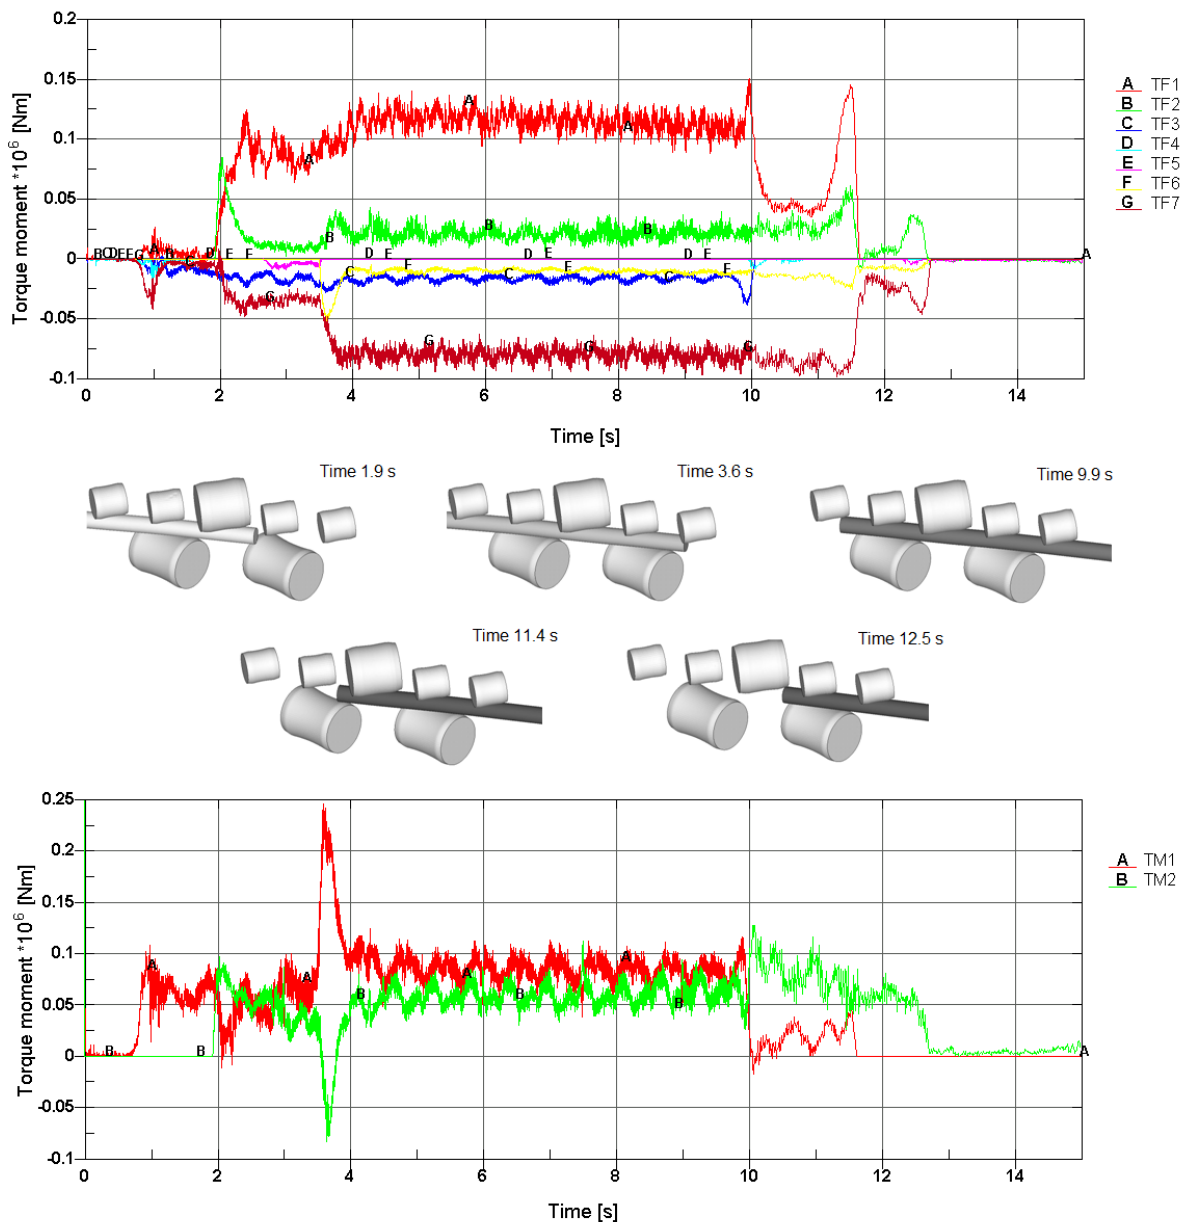 0.2
0.15
0.1
0.05
0
-0.05
-0.1
Torque moment *10^6 [Nm]
0 2 4 6 8 10 12 14
Time [s]
A TF1
B TF2
C TF3
D TF4
E TF5
F TF6
G TF7
Time 1.9 s
Time 3.6 s
Time 9.9 s
Time 11.4 s
Time 12.5 s
0.25
0.2
0.15
0.1
0.05
0
-0.05
-0.1
Torque moment *10^6 [Nm]
0 2 4 6 8 10 12 14
Time [s]
A TM1
B TM2